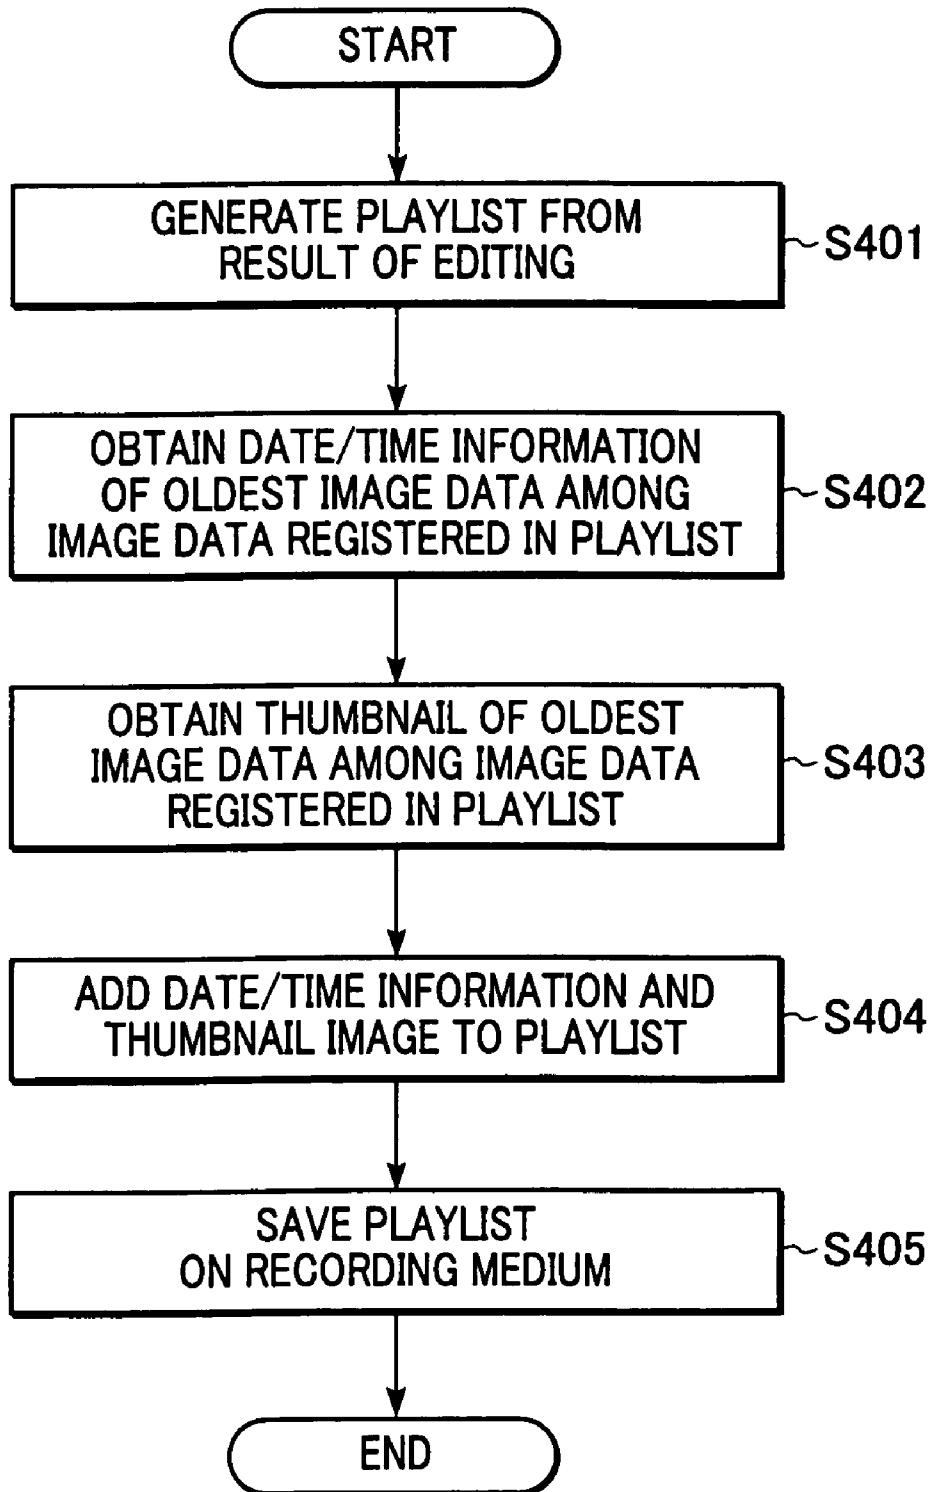 START
GENERATE PLAYLIST FROM
RESULT OF EDITING
S401
OBTAIN DATE/TIME INFORMATION
OF OLDEST IMAGE DATA AMONG
IMAGE DATA REGISTERED IN PLAYLIST
S402
OBTAIN THUMBNAIL OF OLDEST
IMAGE DATA AMONG IMAGE DATA
REGISTERED IN PLAYLIST
S403
ADD DATE/TIME INFORMATION AND
THUMBNAIL IMAGE TO PLAYLIST
S404
SAVE PLAYLIST
ON RECORDING MEDIUM
S405
END